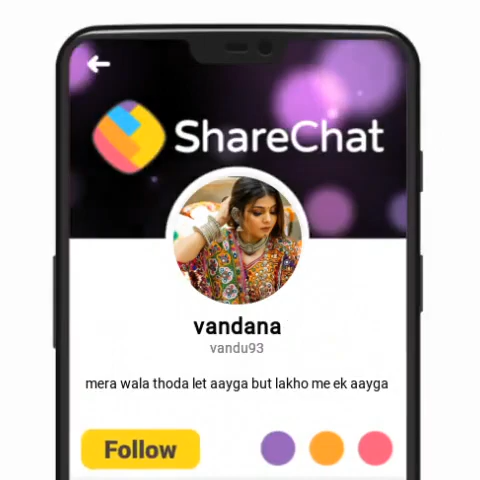 ShareChat
vandana
vandu93
mera wala thoda let aayga but lakho me ek aayga
Follow